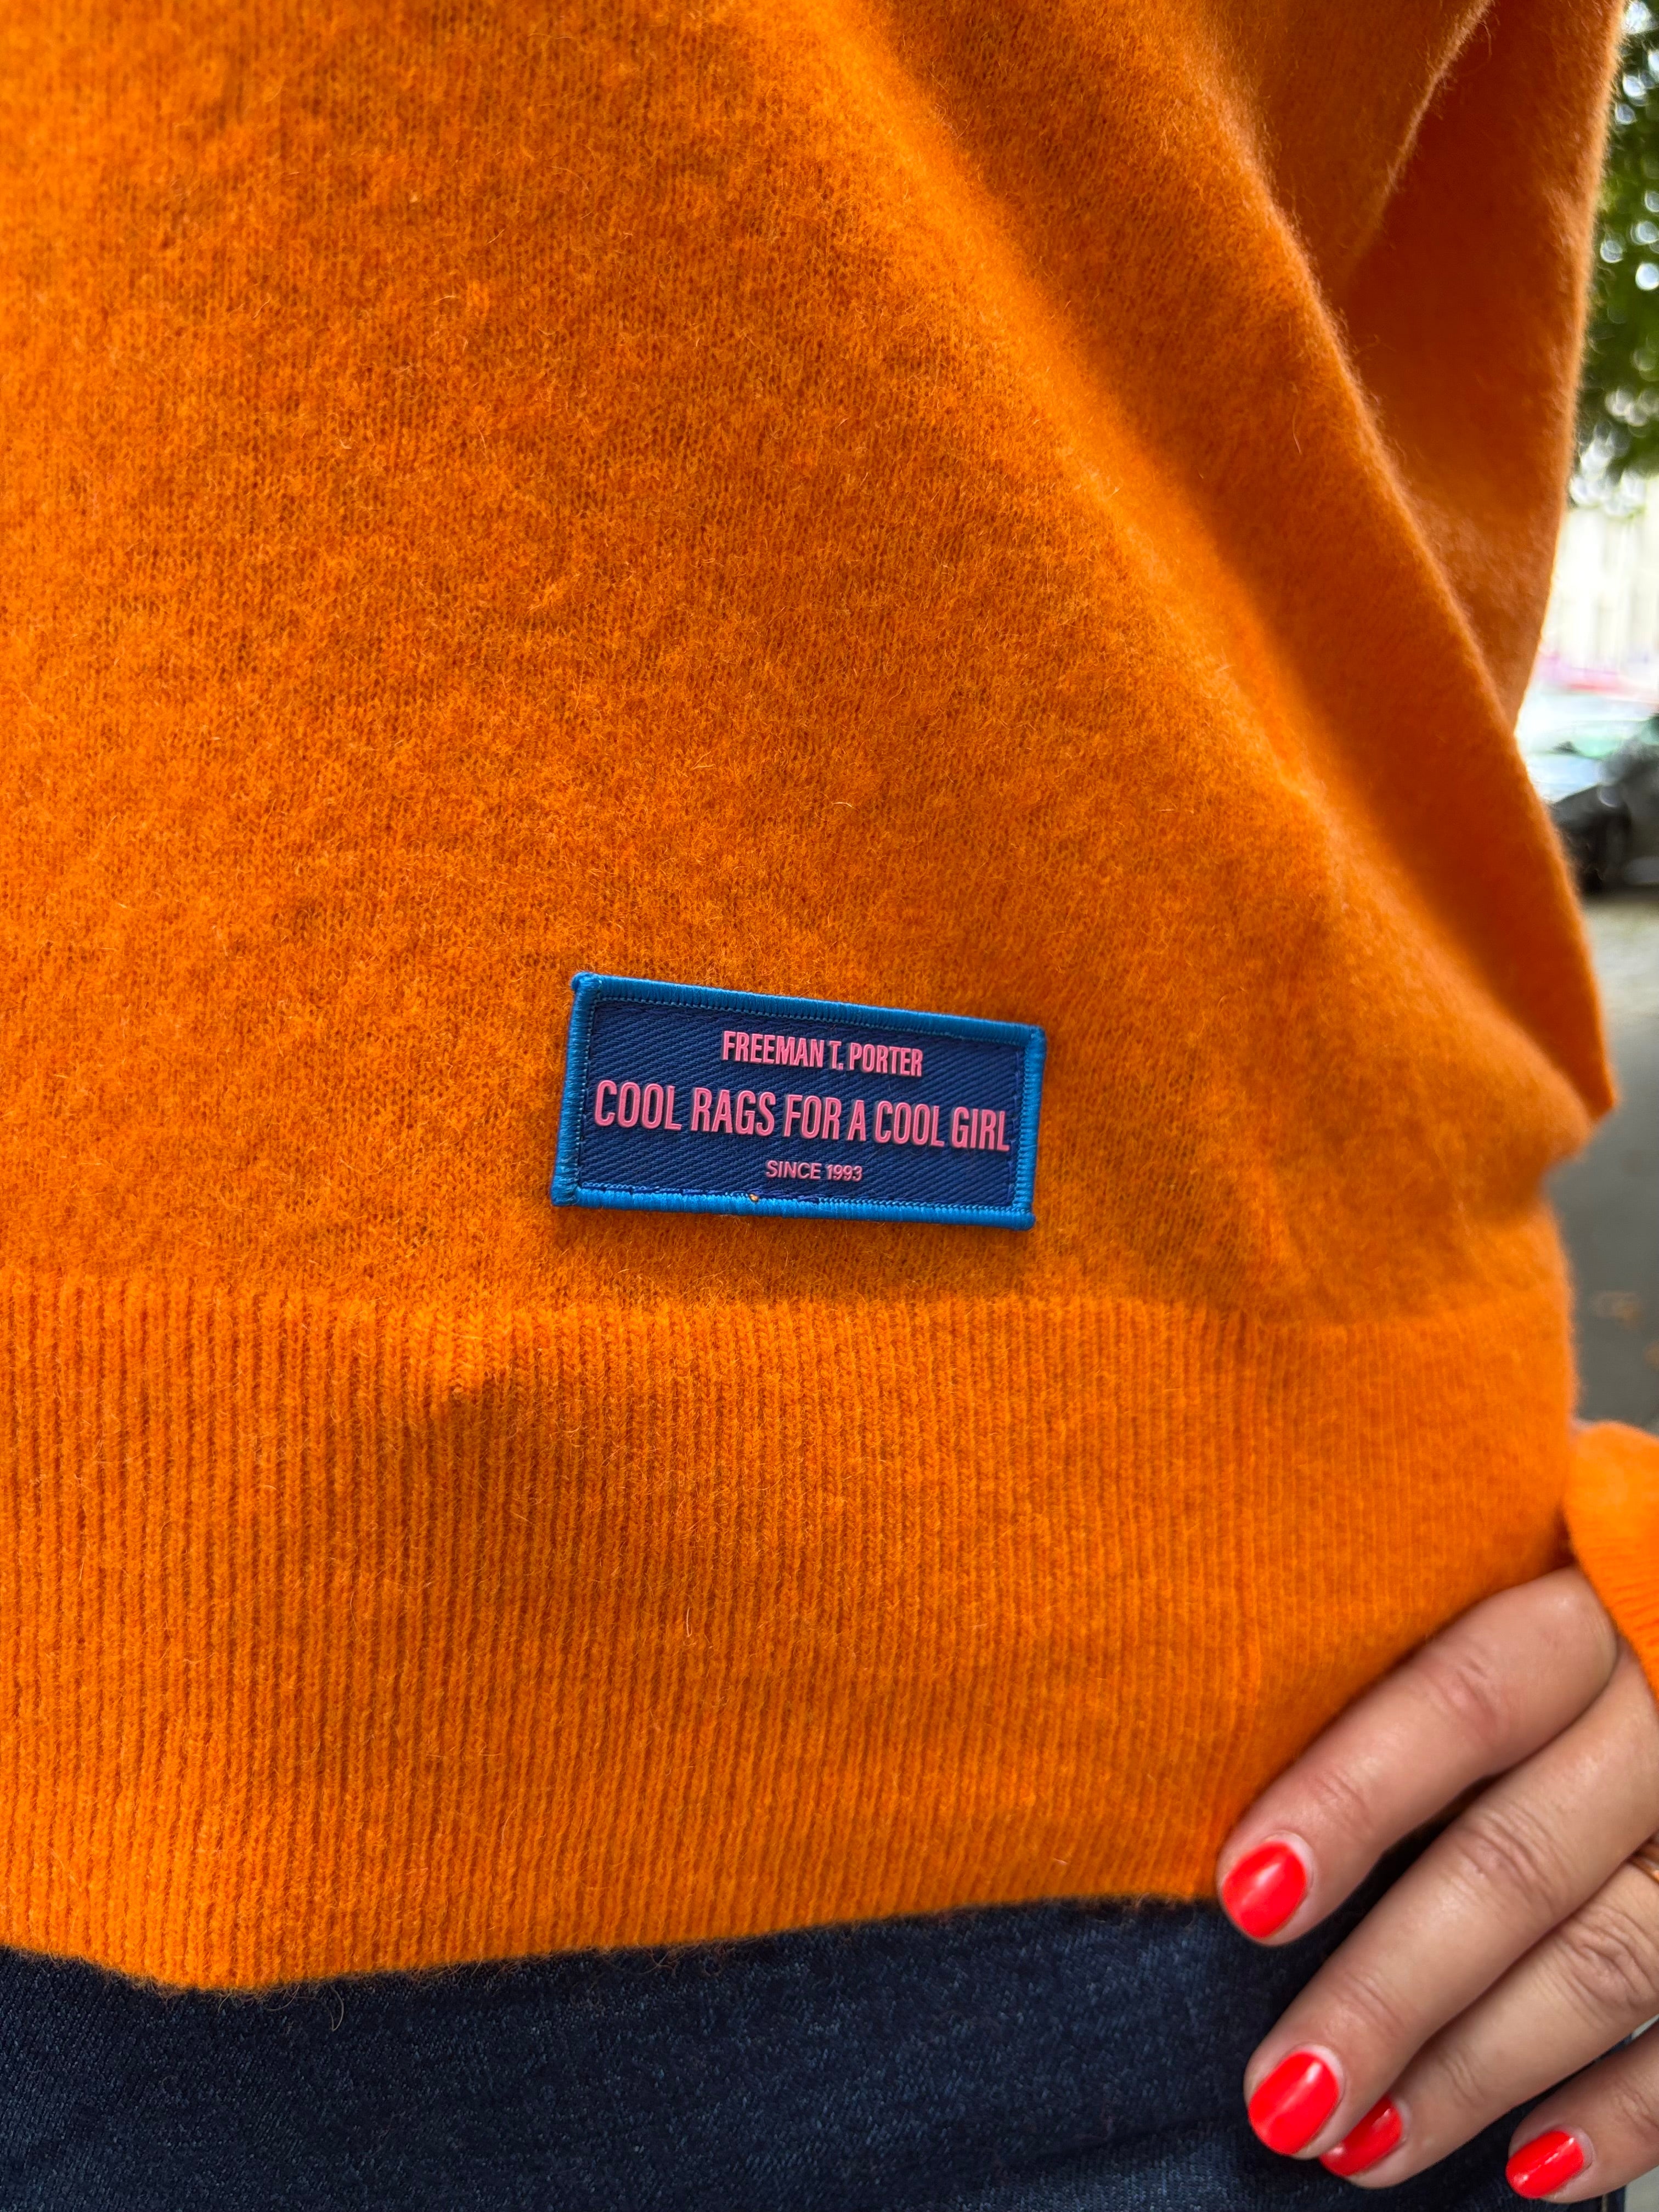 FREEMAN T. PORTER
COOL RAGS FOR A COOL GIRL
SINCE 1993